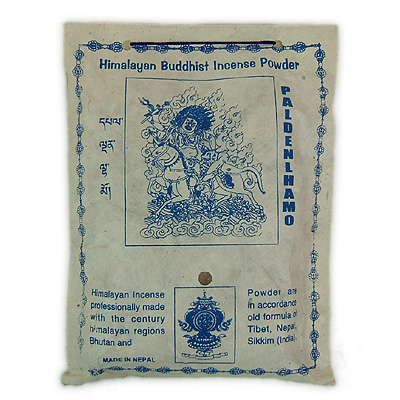 Himalayan Buddhist Incense Powder
དཔལ
ལྡན
ལྷ
མོ
PALDENLHAMO
Himalayan Incense
professionally made
with the century
himalayan regions
Bhutan and
Powder are
in accordance
old formula of
Tibet, Nepal,
Sikkim (India).
MADE IN NEPAL